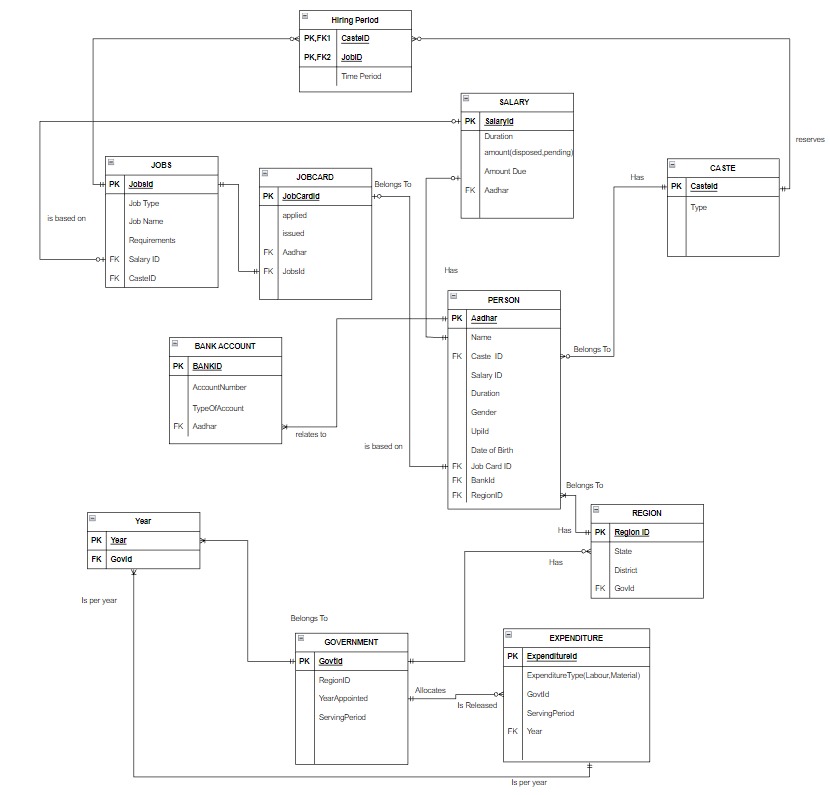 Hiring Period
PK,FK1 CasteID
PK,FK2 JobID
Time Period
SALARY
PK SalaryId
Duration
amount(disposed,pending)
Amount Due
FK Aadhar
reserves
JOBS
PK JobsId
Job Type
Job Name
Requirements
FK Salary ID
FK CasteID
is based on
JOBCARD
PK JobCardId
applied
issued
FK Aadhar
FK JobsId
Belongs To
Has
CASTE
PK CasteId
Type
Has
PERSON
PK Aadhar
Name
FK Caste ID
Salary ID
Duration
Gender
UpiId
Date of Birth
FK Job Card ID
FK BankId
FK RegionID
Belongs To
BANK ACCOUNT
PK BANKID
AccountNumber
TypeOfAccount
FK Aadhar
relates to
is based on
Belongs To
Has
Has
REGION
PK Region ID
State
District
FK GovId
Year
PK Year
FK GovId
Is per year
Belongs To
GOVERNMENT
PK GovtId
RegionID
YearAppointed
ServingPeriod
Allocates
Is Released
EXPENDITURE
PK ExpenditureId
ExpenditureType(Labour,Material)
GovtId
ServingPeriod
FK Year
Is per year